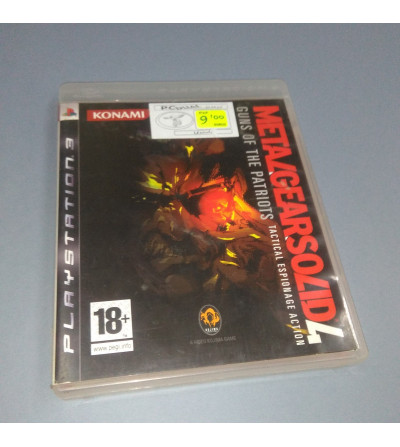 PLAYSTATION 3
KONAMI
PVP
9'00
METAL GEAR SOLID 4
GUNS OF THE PATRIOTS
TACTICAL ESPIONAGE ACTION
18+
www.pegi.info